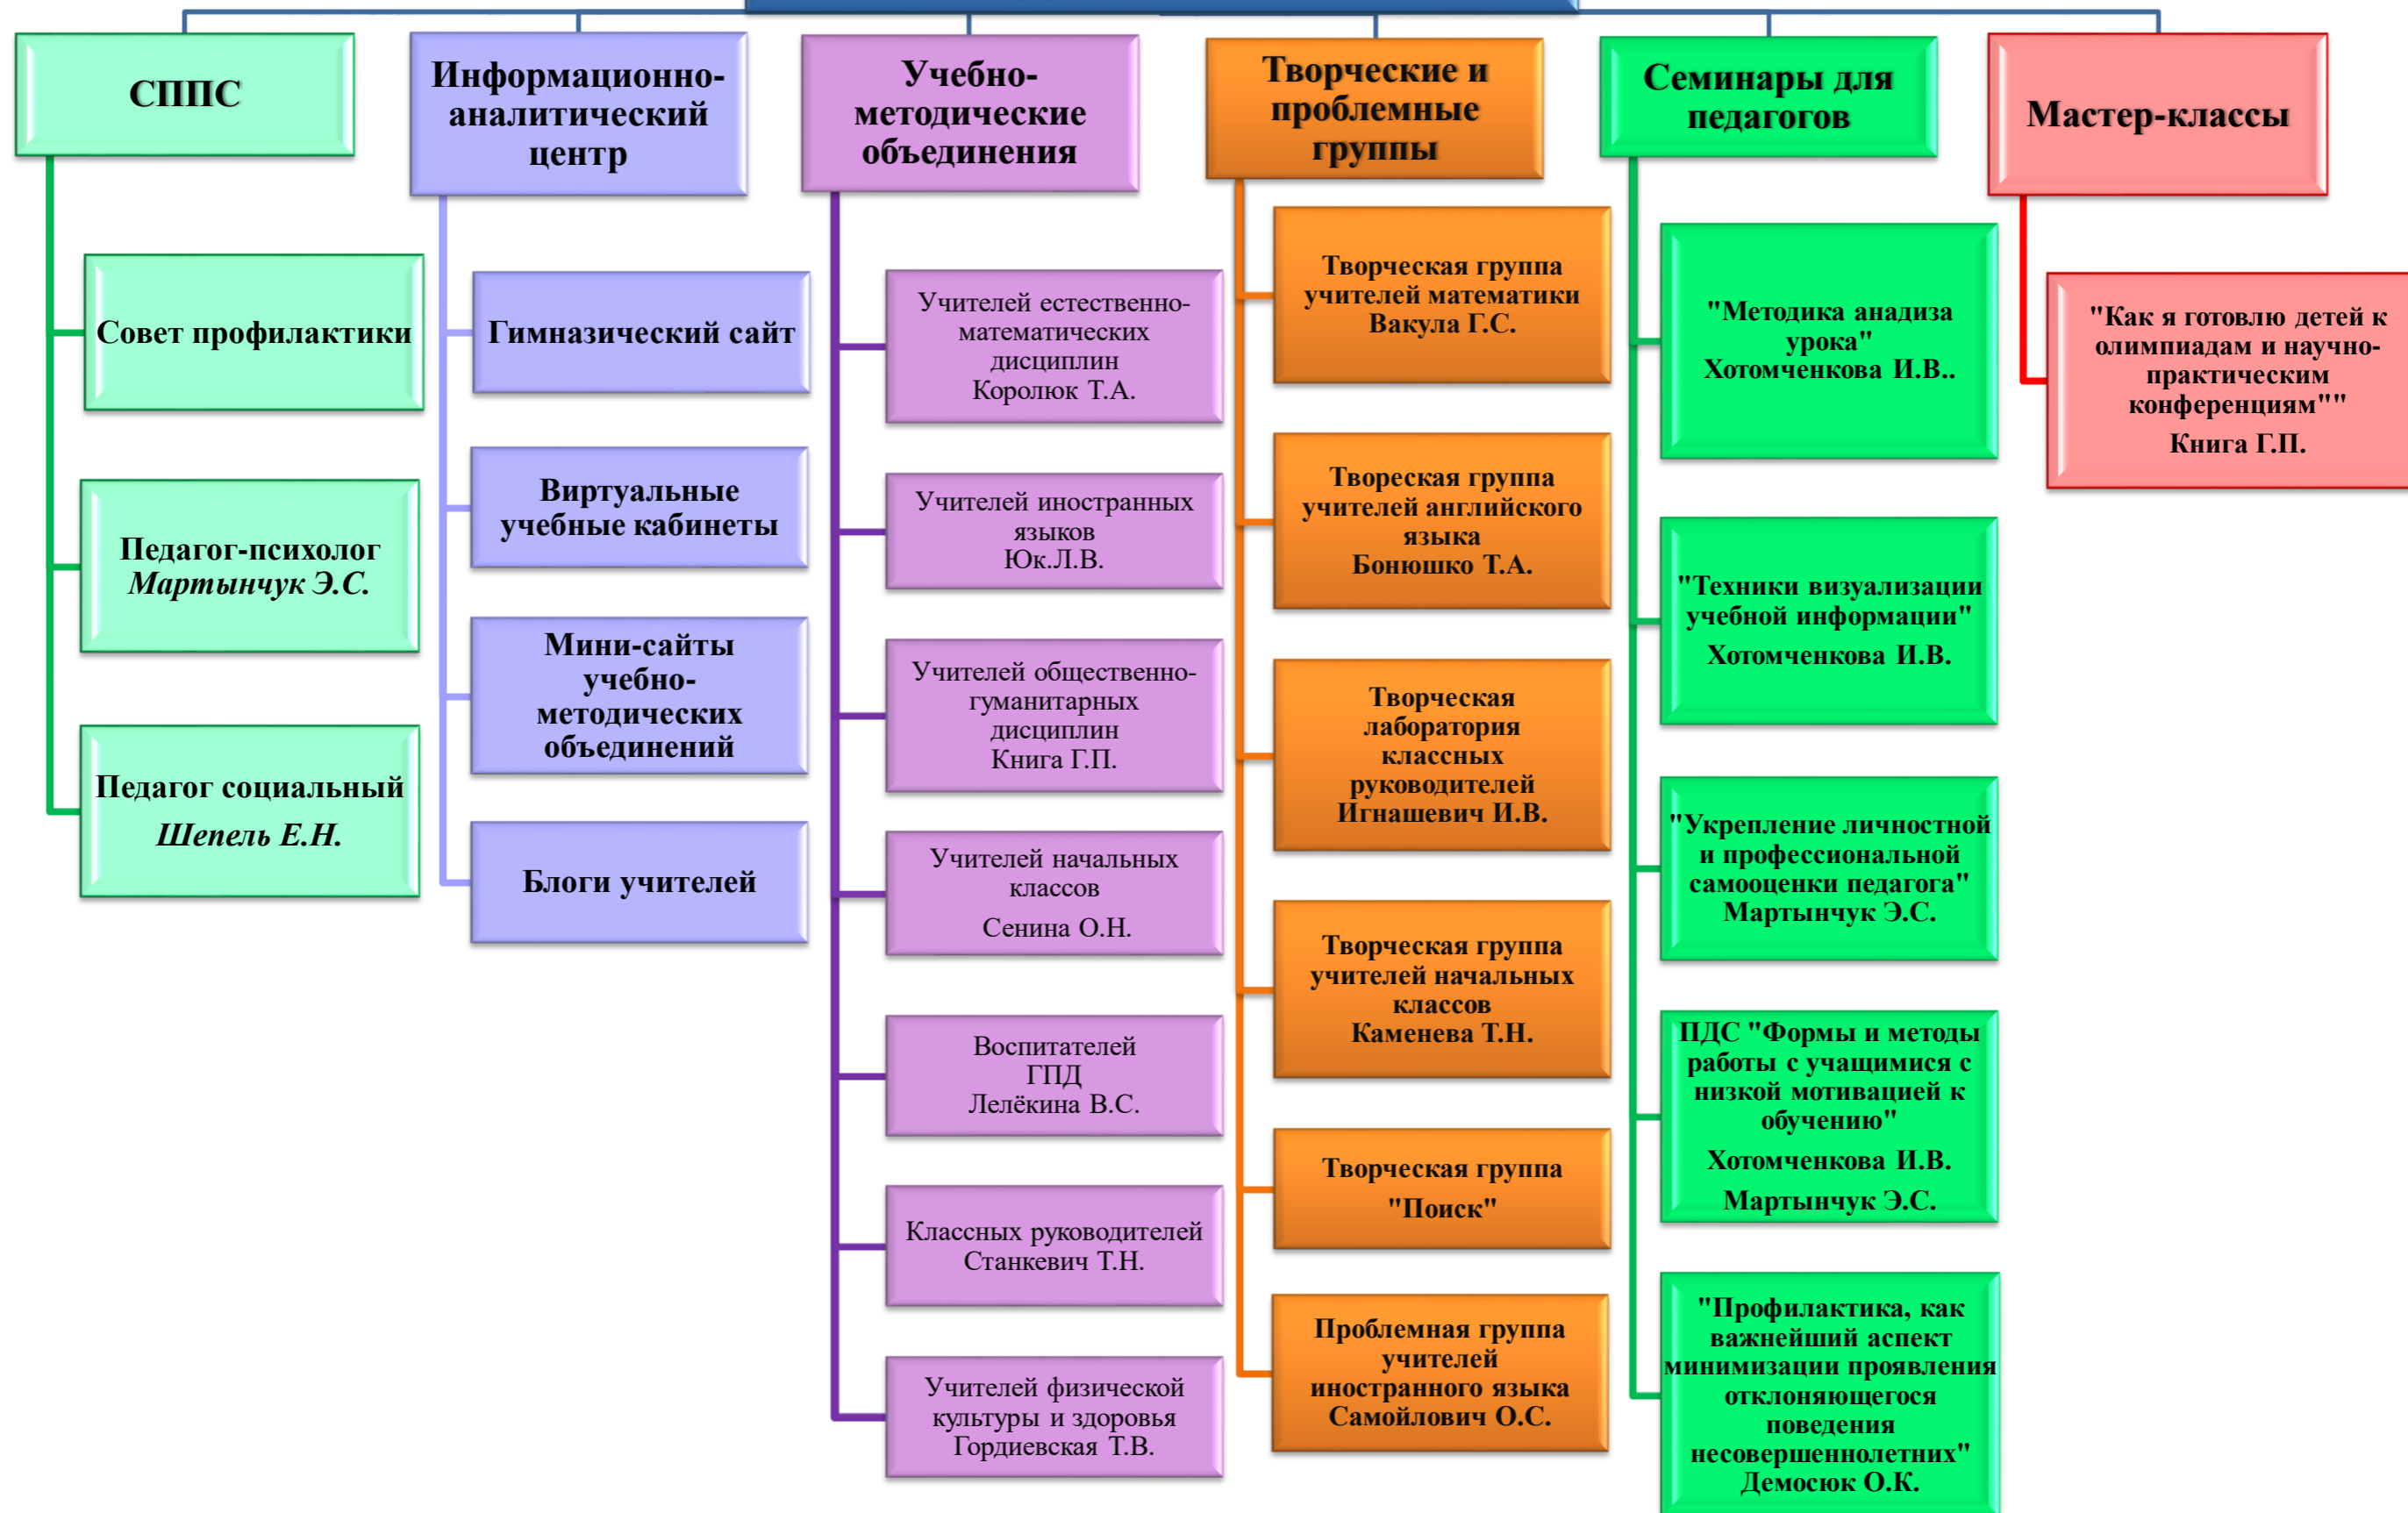 СППС
Совет профилактики
Педагог-психолог
Мартынчук Э.С.
Педагог социальный
Шепель Е.Н.
Информационно-
аналитический
центр
Гимназический сайт
Виртуальные
учебные кабинеты
Мини-сайты
учебно-
методических
объединений
Блоги учителей
Учебно-
методические
объединения
Учителей естественно-
математических
дисциплин
Королюк Т.А.
Учителей иностранных
языков
Юк.Л.В.
Учителей общественно-
гуманитарных
дисциплин
Книга Г.П.
Учителей начальных
классов
Сенина О.Н.
Воспитателей
ГПД
Лелёкина В.С.
Классных руководителей
Станкевич Т.Н.
Учителей физической
культуры и здоровья
Гордиевская Т.В.
Творческие и
проблемные
группы
Творческая группа
учителей математики
Вакула Г.С.
Твореская группа
учителей английского
языка
Бонюшко Т.А.
Творческая
лаборатория
классных
руководителей
Игнашевич И.В.
Творческая группа
учителей начальных
классов
Каменева Т.Н.
Творческая группа
"Поиск"
Проблемная группа
учителей
иностранного языка
Самойлович О.С.
Семинары для
педагогов
"Методика анадиза
урока"
Хотомченкова И.В..
"Техники визуализации
учебной информации"
Хотомченкова И.В.
"Укрепление личностной
и профессиональной
самооценки педагога"
Мартынчук Э.С.
ПДС "Формы и методы
работы с учащимися с
низкой мотивацией к
обучению"
Хотомченкова И.В.
Мартынчук Э.С.
"Профилактика, как
важнейший аспект
минимизации проявления
отклоняющегося
поведения
несовершеннолетних"
Демосюк О.К.
Мастер-классы
"Как я готовлю детей к
олимпиадам и научно-
практическим
конференциям""
Книга Г.П.